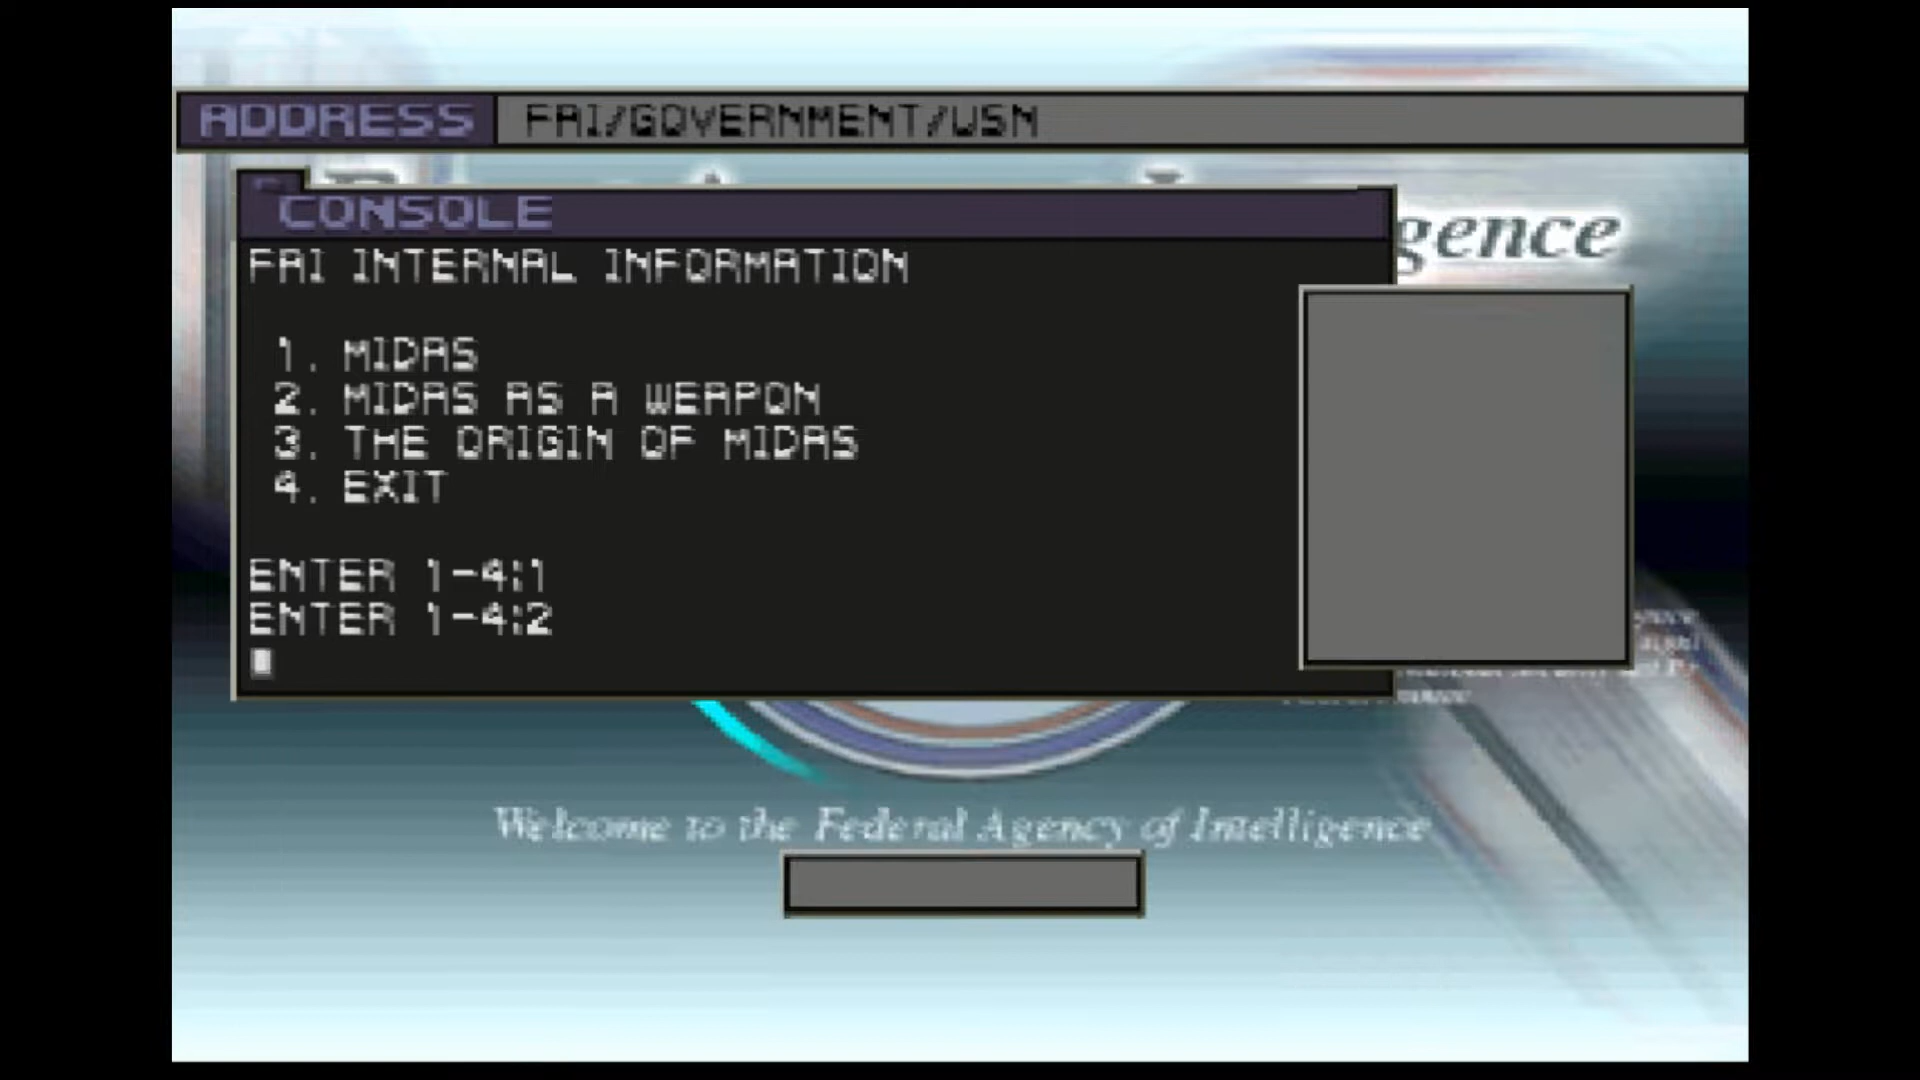 ADDRESS FAI/GOVERNMENT/USN
gence
CONSOLE
FAI INTERNAL INFORMATION
1. MIDAS
2. MIDAS AS A WEAPON
3. THE ORIGIN OF MIDAS
4. EXIT
ENTER 1-4:1
ENTER 1-4:2
Welcome to the Federal Agency of Intelligence